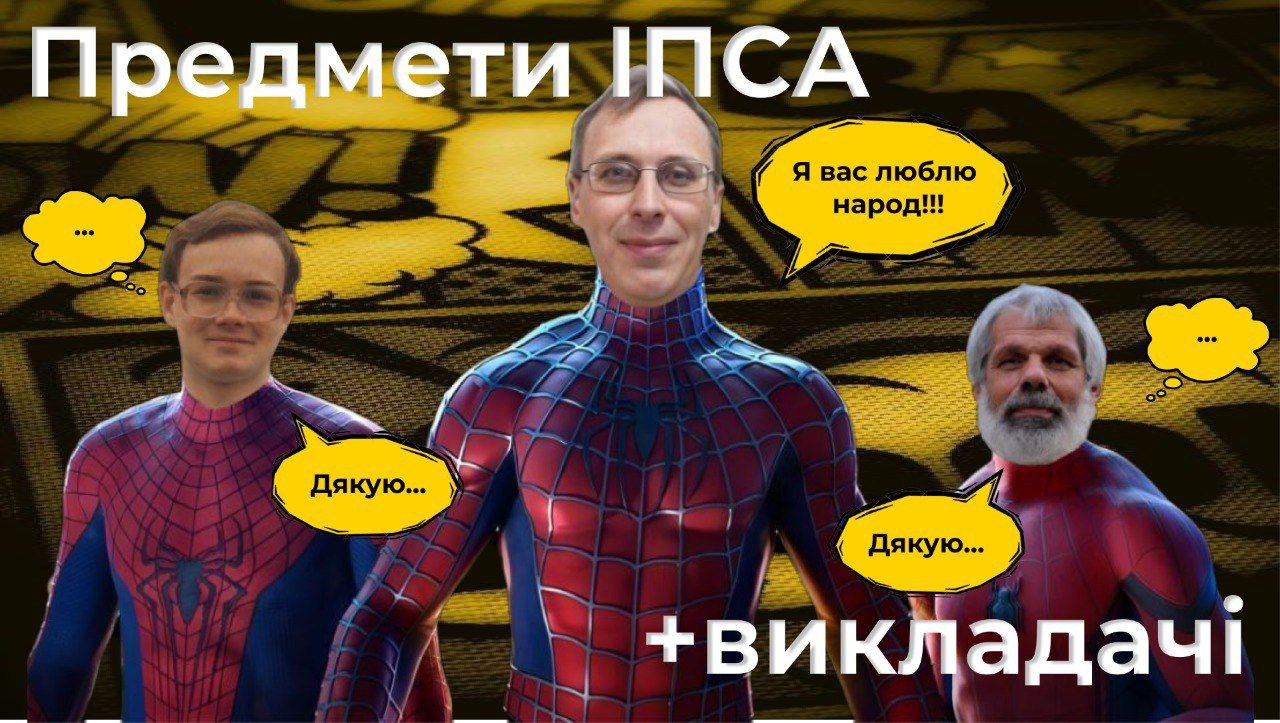 Предмети ІПСА
Я вас люблю
народ!!!
...
...
Дякую...
Дякую...
+викладачі